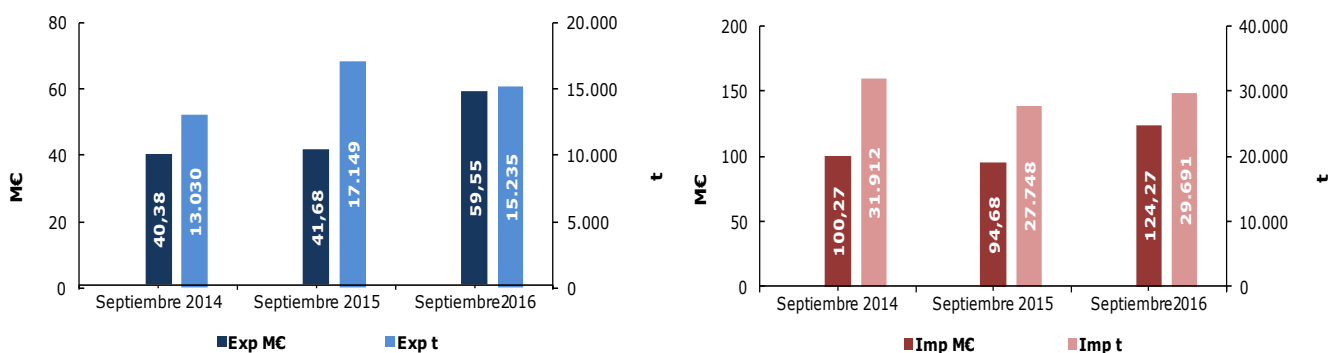 80
60
40
20
0
M€
20.000
15.000
10.000
5.000
0
t
40,38
13.030
41,68
17.149
59,55
15.235
Septiembre 2014
Septiembre 2015
Septiembre2016
Exp M€
Exp t
200
150
100
50
0
M€
40.000
30.000
20.000
10.000
0
t
100,27
31.912
94,68
27.748
124,27
29.691
Septiembre 2014
Septiembre 2015
Septiembre2016
Imp M€
Imp t